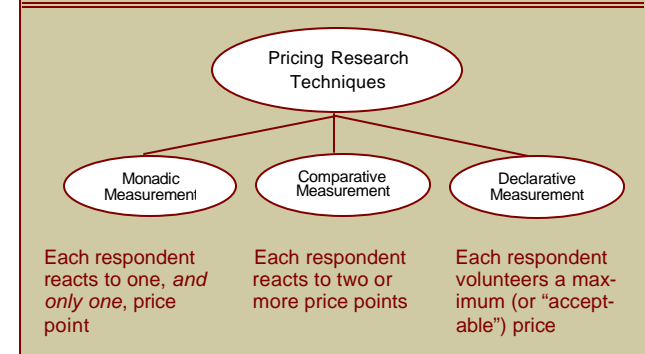 Pricing Research
Techniques
Monadic
Measurement
Comparative
Measurement
Declarative
Measurement
Each respondent
reacts to one, and
only one, price
point
Each respondent
reacts to two or
more price points
Each respondent
volunteers a max-
imum (or “accept-
able”) price